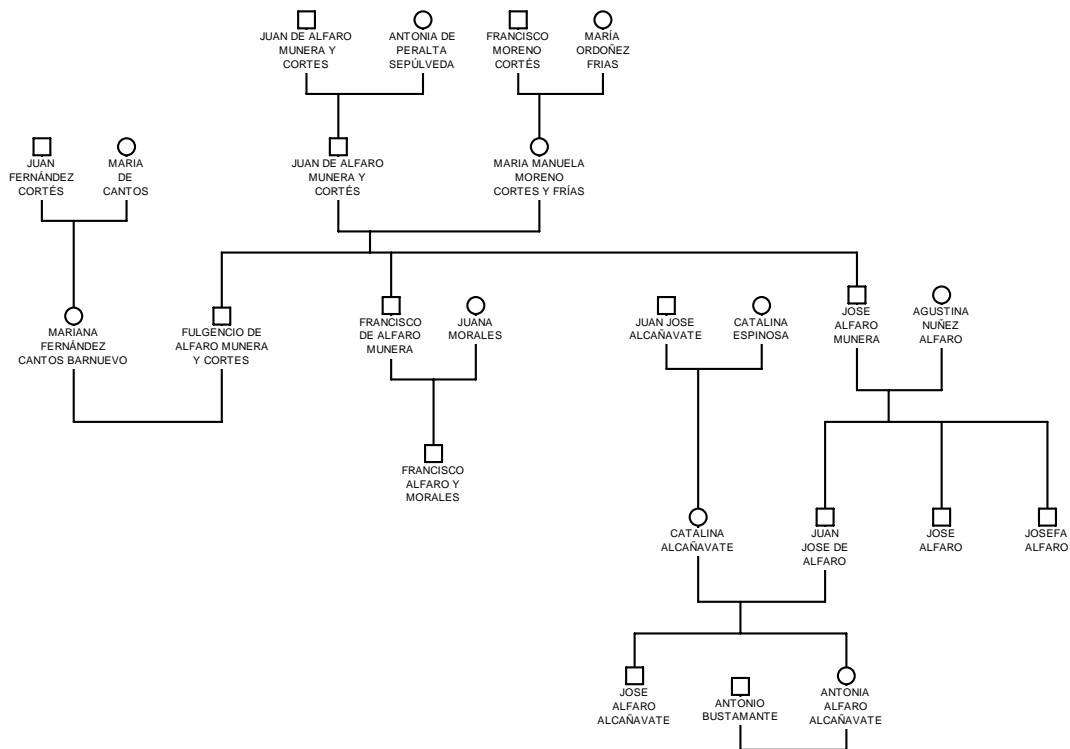 JUAN DE ALFARO
MUNERA Y
CORTES
ANTONIA DE
PERALTA
SEPÚLVEDA
FRANCISCO
MORENO
CORTÉS
MARÍA
ORDOÑEZ
FRIAS
JUAN
FERNÁNDEZ
CORTÉS
MARIA
DE
CANTOS
JUAN DE ALFARO
MUNERA Y
CORTÉS
MARIA MANUELA
MORENO
CORTES Y FRÍAS
MARIANA
FERNÁNDEZ
CANTOS BARNUEVO
FULGENCIO DE
ALFARO MUNERA
Y CORTES
FRANCISCO
DE ALFARO
MUNERA
JUANA
MORALES
JUAN JOSE
ALCAÑAVATE
CATALINA
ESPINOSA
JOSE
ALFARO
MUNERA
AGUSTINA
NUÑEZ
ALFARO
FRANCISCO
ALFARO Y
MORALES
CATALINA
ALCAÑAVATE
JUAN
JOSE DE
ALFARO
JOSE
ALFARO
JOSEFA
ALFARO
JOSE
ALFARO
ALCAÑAVATE
ANTONIO
BUSTAMANTE
ANTONIA
ALFARO
ALCAÑAVATE